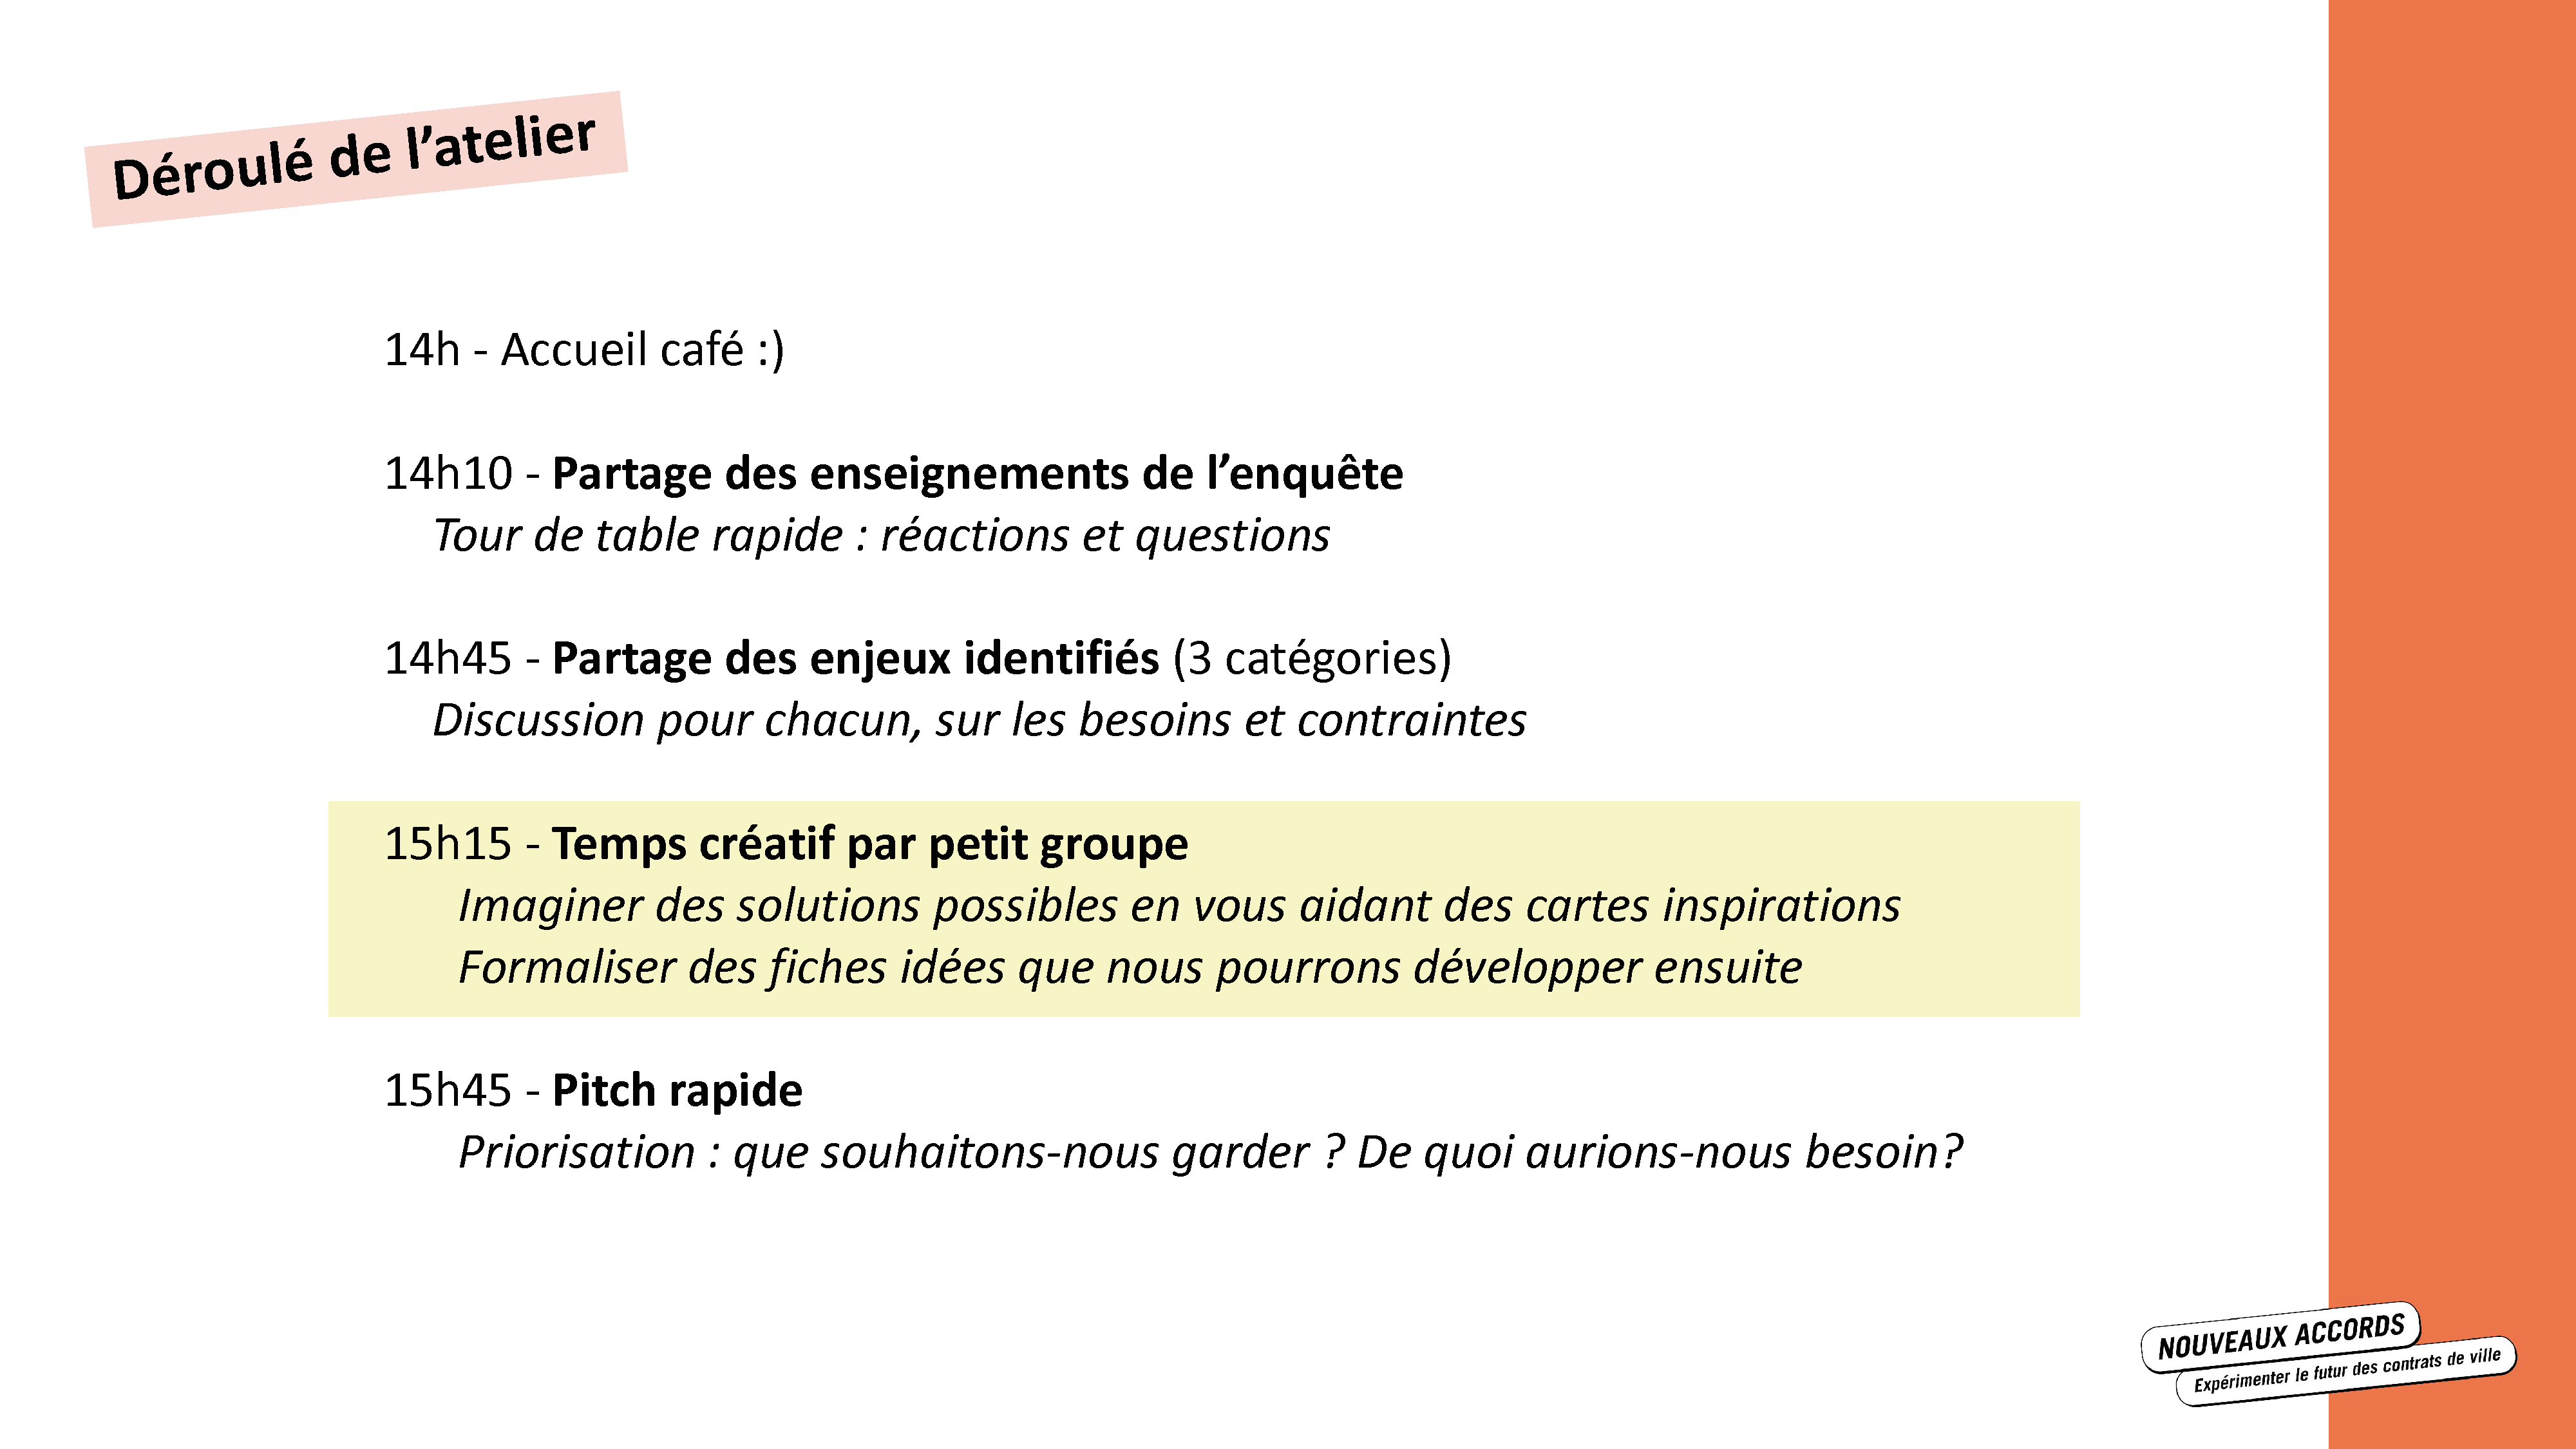 Déroulé de l’atelier
14h - Accueil café :)
14h10 - Partage des enseignements de l’enquête
Tour de table rapide : réactions et questions
14h45 - Partage des enjeux identifiés (3 catégories)
Discussion pour chacun, sur les besoins et contraintes
15h15 - Temps créatif par petit groupe
Imaginer des solutions possibles en vous aidant des cartes inspirations
Formaliser des fiches idées que nous pourrons développer ensuite
15h45 - Pitch rapide
Priorisation : que souhaitons-nous garder ? De quoi aurions-nous besoin?
NOUVEAUX ACCORDS
Expérimenter le futur des contrats de ville